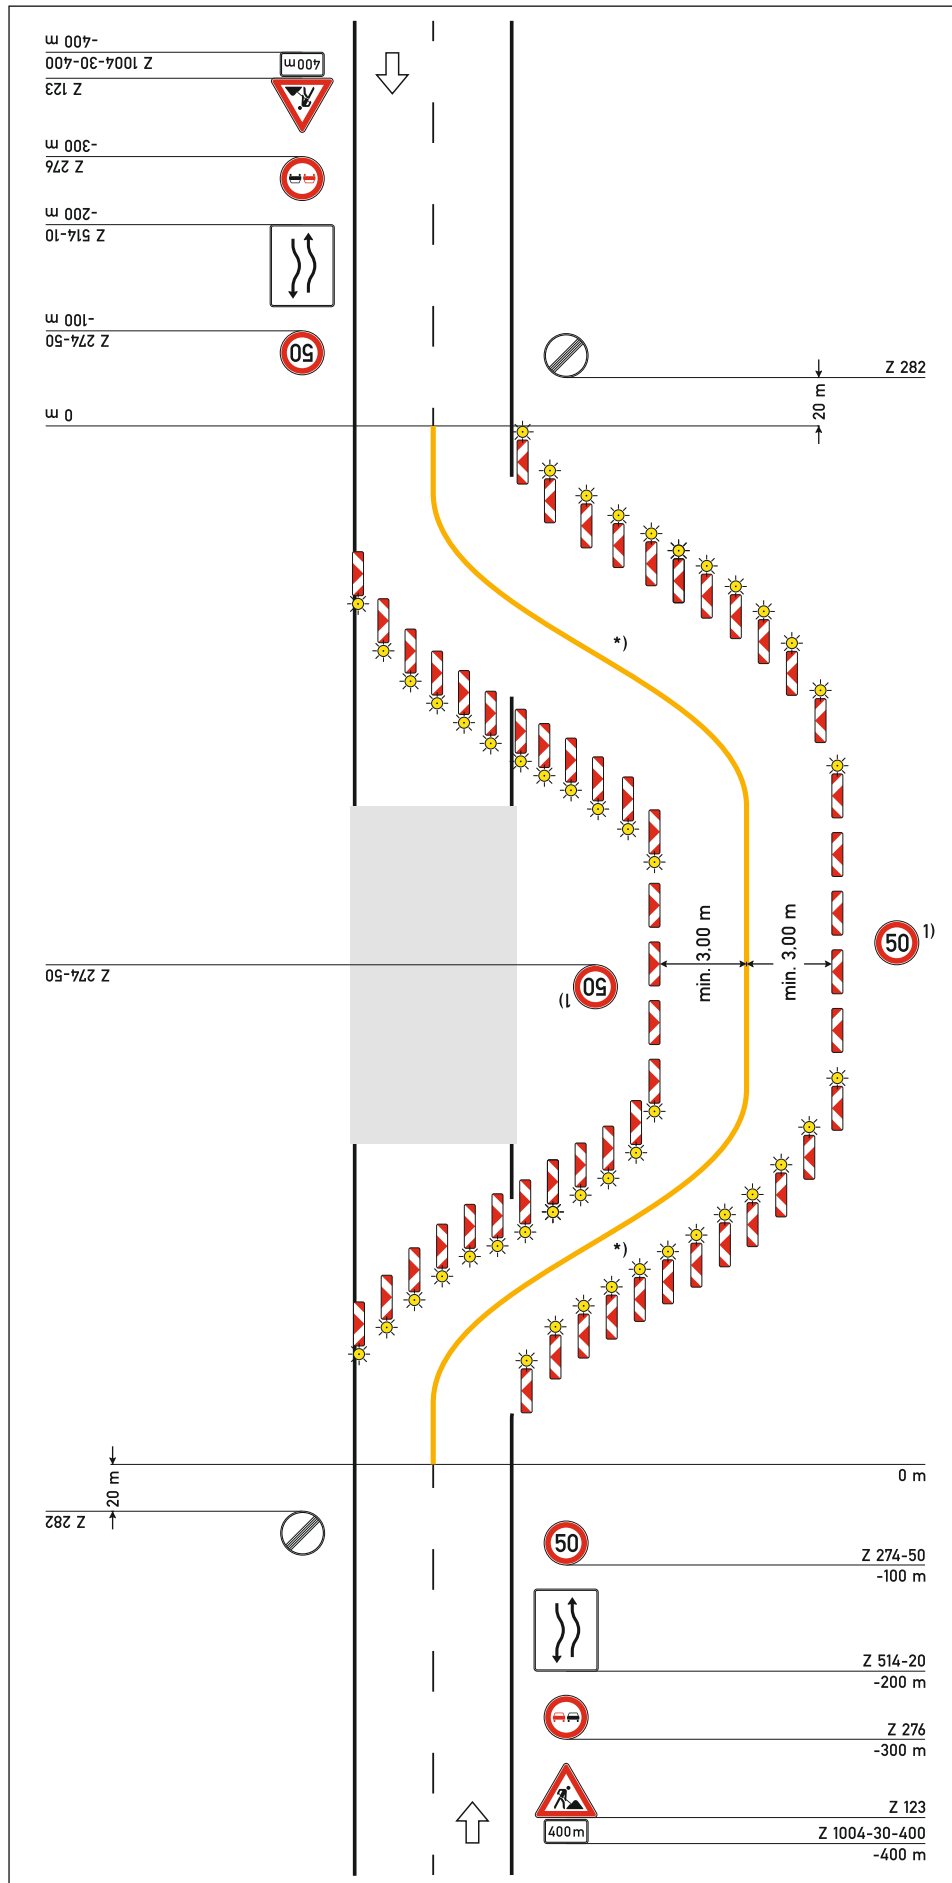 -400 m
Z 1004-30-400
400 m
Z 123
-300 m
Z 276
-200 m
Z 514-10
-100 m
Z 274-50
50
Z 282
20 m
0 m
*)
min. 3,00 m
min. 3,00 m
50 1)
Z 274-50
50 1)
*)
0 m
20 m
Z 282
50
Z 274-50
-100 m
Z 514-20
-200 m
Z 276
-300 m
Z 123
400 m
Z 1004-30-400
-400 m